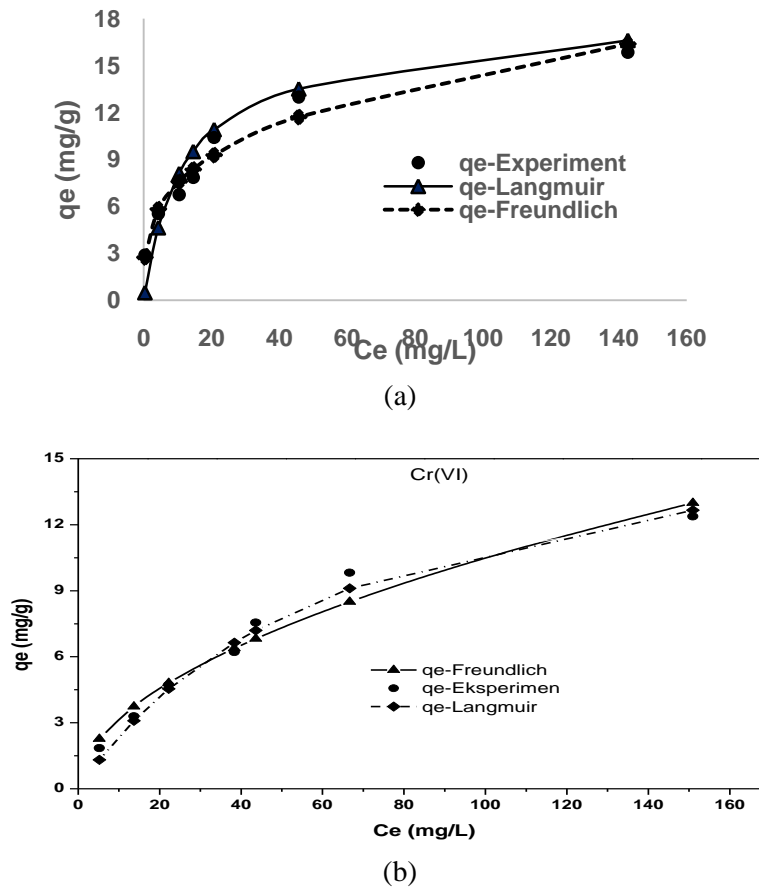 18
15
12
9
6
3
0
qe (mg/g)
qe-Experiment
qe-Langmuir
qe-Freundlich
0 20 40 60 80 100 120 140 160
Ce (mg/L)
(a)
15
12
9
6
3
0
qe (mg/g)
Cr(VI)
qe-Freundlich
qe-Eksperimen
qe-Langmuir
0 20 40 60 80 100 120 140 160
Ce (mg/L)
(b)